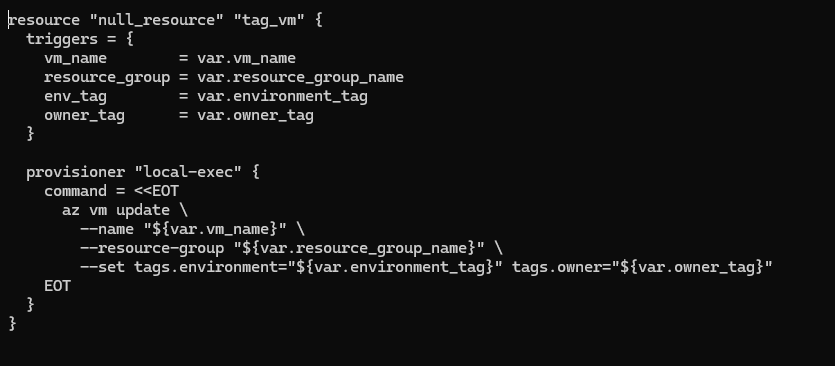 resource "null_resource" "tag_vm" {
  triggers = {
    vm_name        = var.vm_name
    resource_group = var.resource_group_name
    env_tag        = var.environment_tag
    owner_tag      = var.owner_tag
  }

  provisioner "local-exec" {
    command = <<EOT
      az vm update \
        --name "${var.vm_name}" \
        --resource-group "${var.resource_group_name}" \
        --set tags.environment="${var.environment_tag}" tags.owner="${var.owner_tag}"
    EOT
  }
}